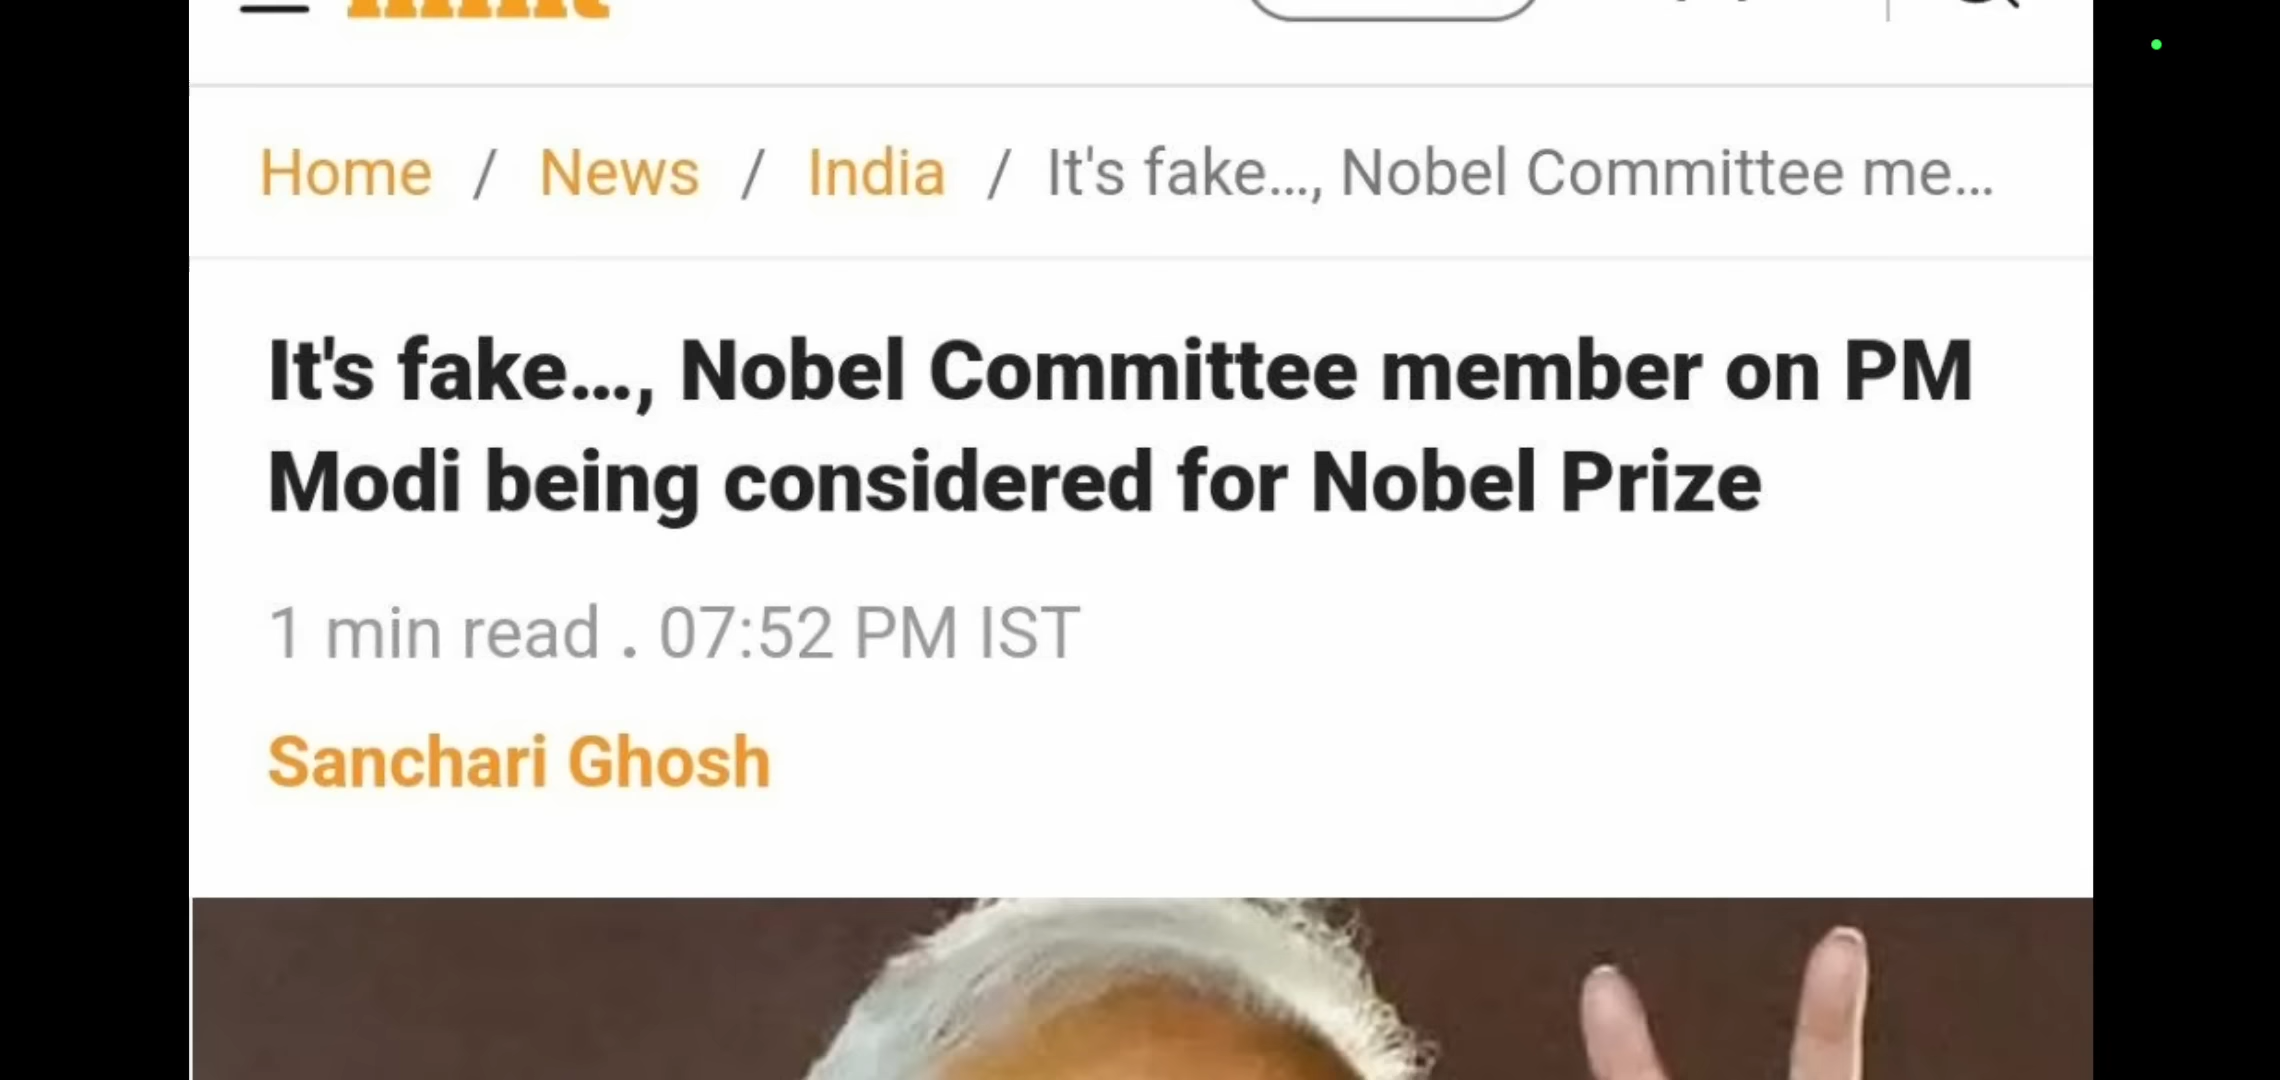 Home / News / India / It's fake..., Nobel Committee me...
It's fake..., Nobel Committee member on PM
Modi being considered for Nobel Prize
1 min read . 07:52 PM IST
Sanchari Ghosh